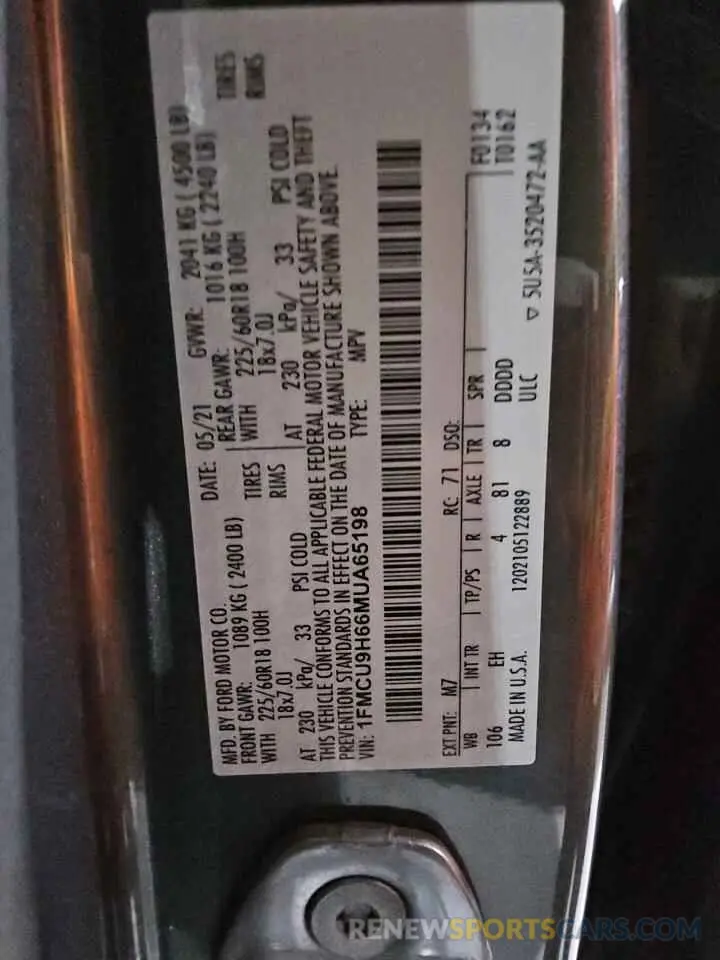 MFD. BY FORD MOTOR CO.
DATE: 05/21 GVWR: 2041 KG ( 4500 LB)
FRONT GAWR: 1089 KG ( 2400 LB) REAR GAWR: 1016 KG ( 2240 LB)
WITH 225/60R18 100H TIRES WITH 225/60R18 100H TIRES
18x7.0J RIMS 18x7.0J RIMS
AT 230 kPa/ 33 PSI COLD AT 230 kPa/ 33 PSI COLD
THIS VEHICLE CONFORMS TO ALL APPLICABLE FEDERAL MOTOR VEHICLE SAFETY AND THEFT
PREVENTION STANDARDS IN EFFECT ON THE DATE OF MANUFACTURE SHOWN ABOVE.
VIN: 1FMCU9H66MUA65198 TYPE: MPV
EXT PNT: M7 RC: 71 DSO: F0134
WB INT TR TP/PS R AXLE TR SPR T0162
106 EH 4 81 8 DDDD
MADE IN U.S.A. 1202105122889 ULC ▽ 5U5A-3520472-AA
RENEWSPORTSCARS.COM